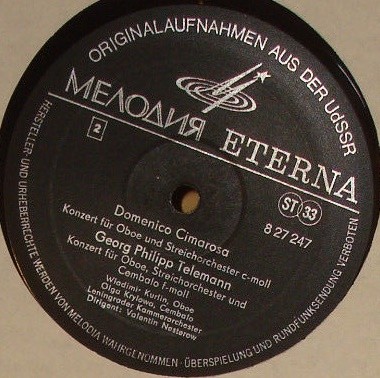 ORIGINALAUFNAHMEN AUS DER UdSSR
МЕЛОДИЯ ETERNA
2
ST 33
8 27 247
Domenico Cimarosa
Konzert für Oboe und Streichorchester c-moll
Georg Philipp Telemann
Konzert für Oboe, Streichorchester und
Cembalo f-moll
Wladimir Kurlin, Oboe
Olga Krylowa, Cembalo
Leningrader Kammerorchester
Dirigent: Valentin Nesterow
HERSTELLER- UND URHEBERRECHTE WERDEN VON MELODIA WAHRGENOMMEN · ÜBERSPIELUNG UND RUNDFUNKSENDUNG VERBOTEN